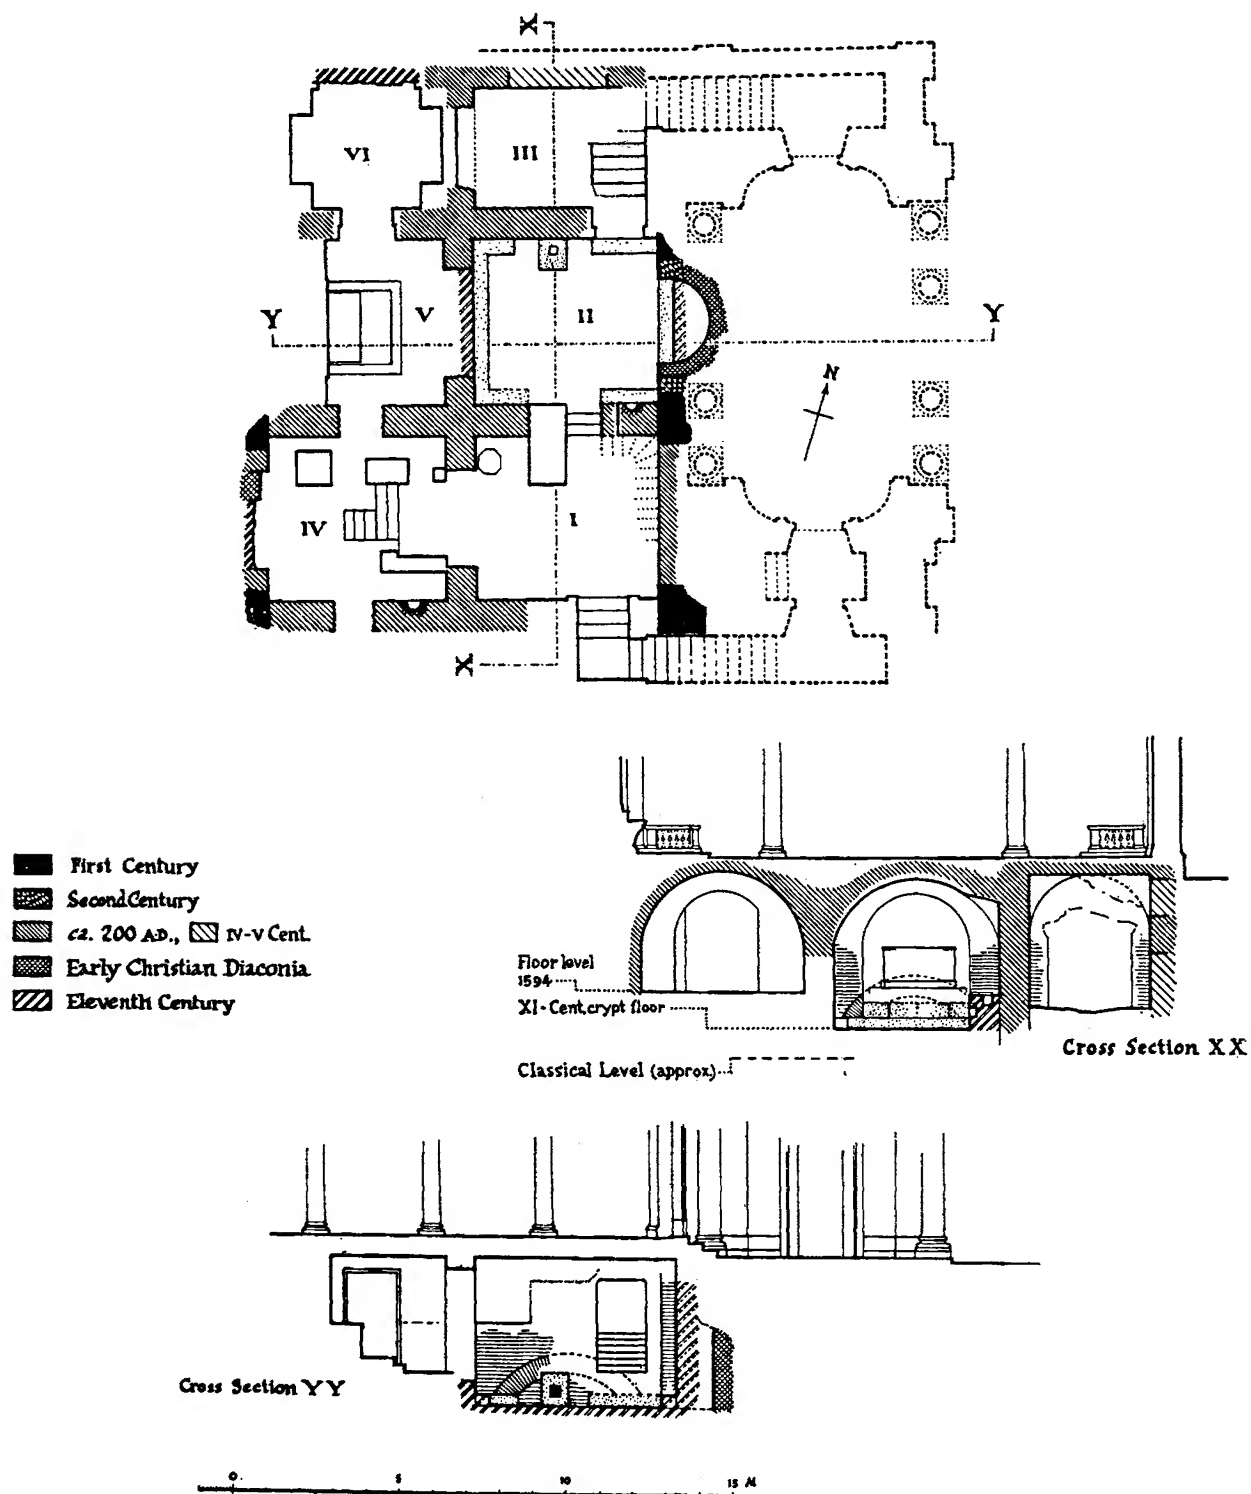 X
VI
III
V
II
Y
Y
N
IV
I
X
First Century
Second Century
ca. 200 A.D., IV-V Cent.
Early Christian Diaconia
Eleventh Century
Floor level
1594
XI-Cent. crypt floor
Classical Level (approx.)
Cross Section XX
Cross Section YY
0 5 10 15 M